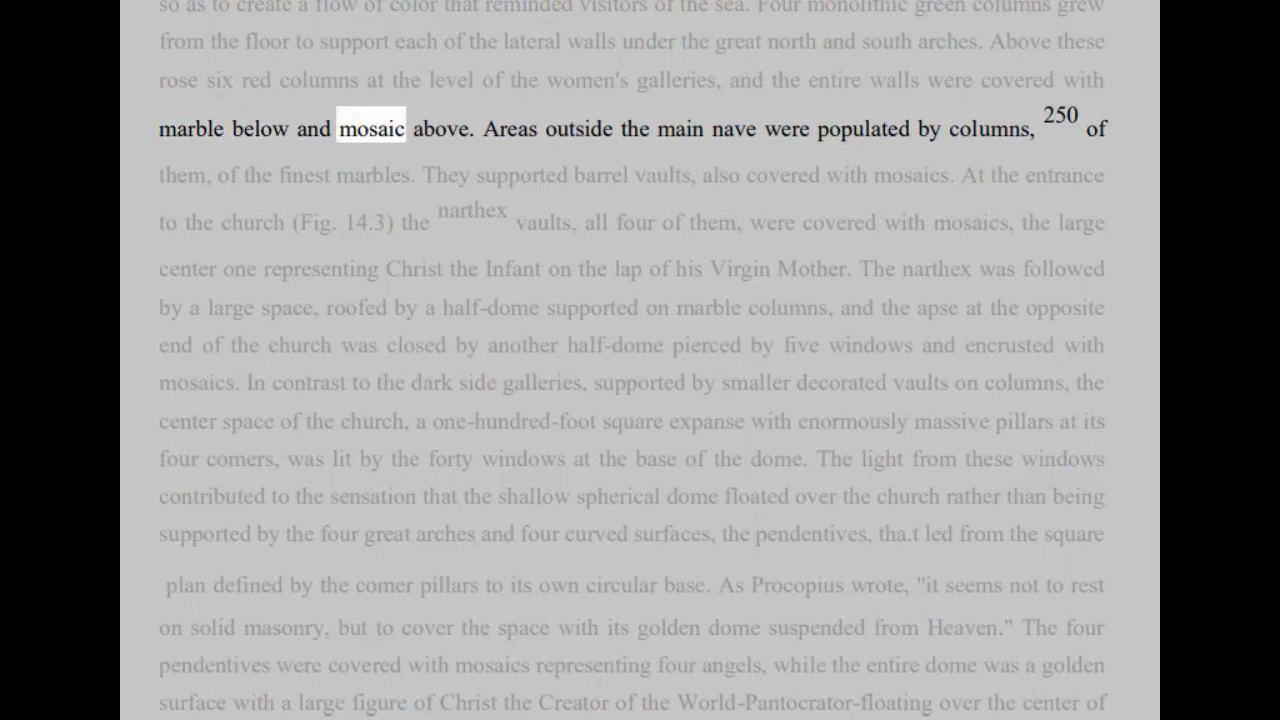 so as to create a flow of color that reminded visitors of the sea. Four monolithic green columns grew
from the floor to support each of the lateral walls under the great north and south arches. Above these
rose six red columns at the level of the women's galleries, and the entire walls were covered with
marble below and mosaic above. Areas outside the main nave were populated by columns, 250 of
them, of the finest marbles. They supported barrel vaults, also covered with mosaics. At the entrance
to the church (Fig. 14.3) the narthex vaults, all four of them, were covered with mosaics, the large
center one representing Christ the Infant on the lap of his Virgin Mother. The narthex was followed
by a large space, roofed by a half-dome supported on marble columns, and the apse at the opposite
end of the church was closed by another half-dome pierced by five windows and encrusted with
mosaics. In contrast to the dark side galleries, supported by smaller decorated vaults on columns, the
center space of the church, a one-hundred-foot square expanse with enormously massive pillars at its
four comers, was lit by the forty windows at the base of the dome. The light from these windows
contributed to the sensation that the shallow spherical dome floated over the church rather than being
supported by the four great arches and four curved surfaces, the pendentives, tha.t led from the square
plan defined by the comer pillars to its own circular base. As Procopius wrote, "it seems not to rest
on solid masonry, but to cover the space with its golden dome suspended from Heaven." The four
pendentives were covered with mosaics representing four angels, while the entire dome was a golden
surface with a large figure of Christ the Creator of the World-Pantocrator-floating over the center of